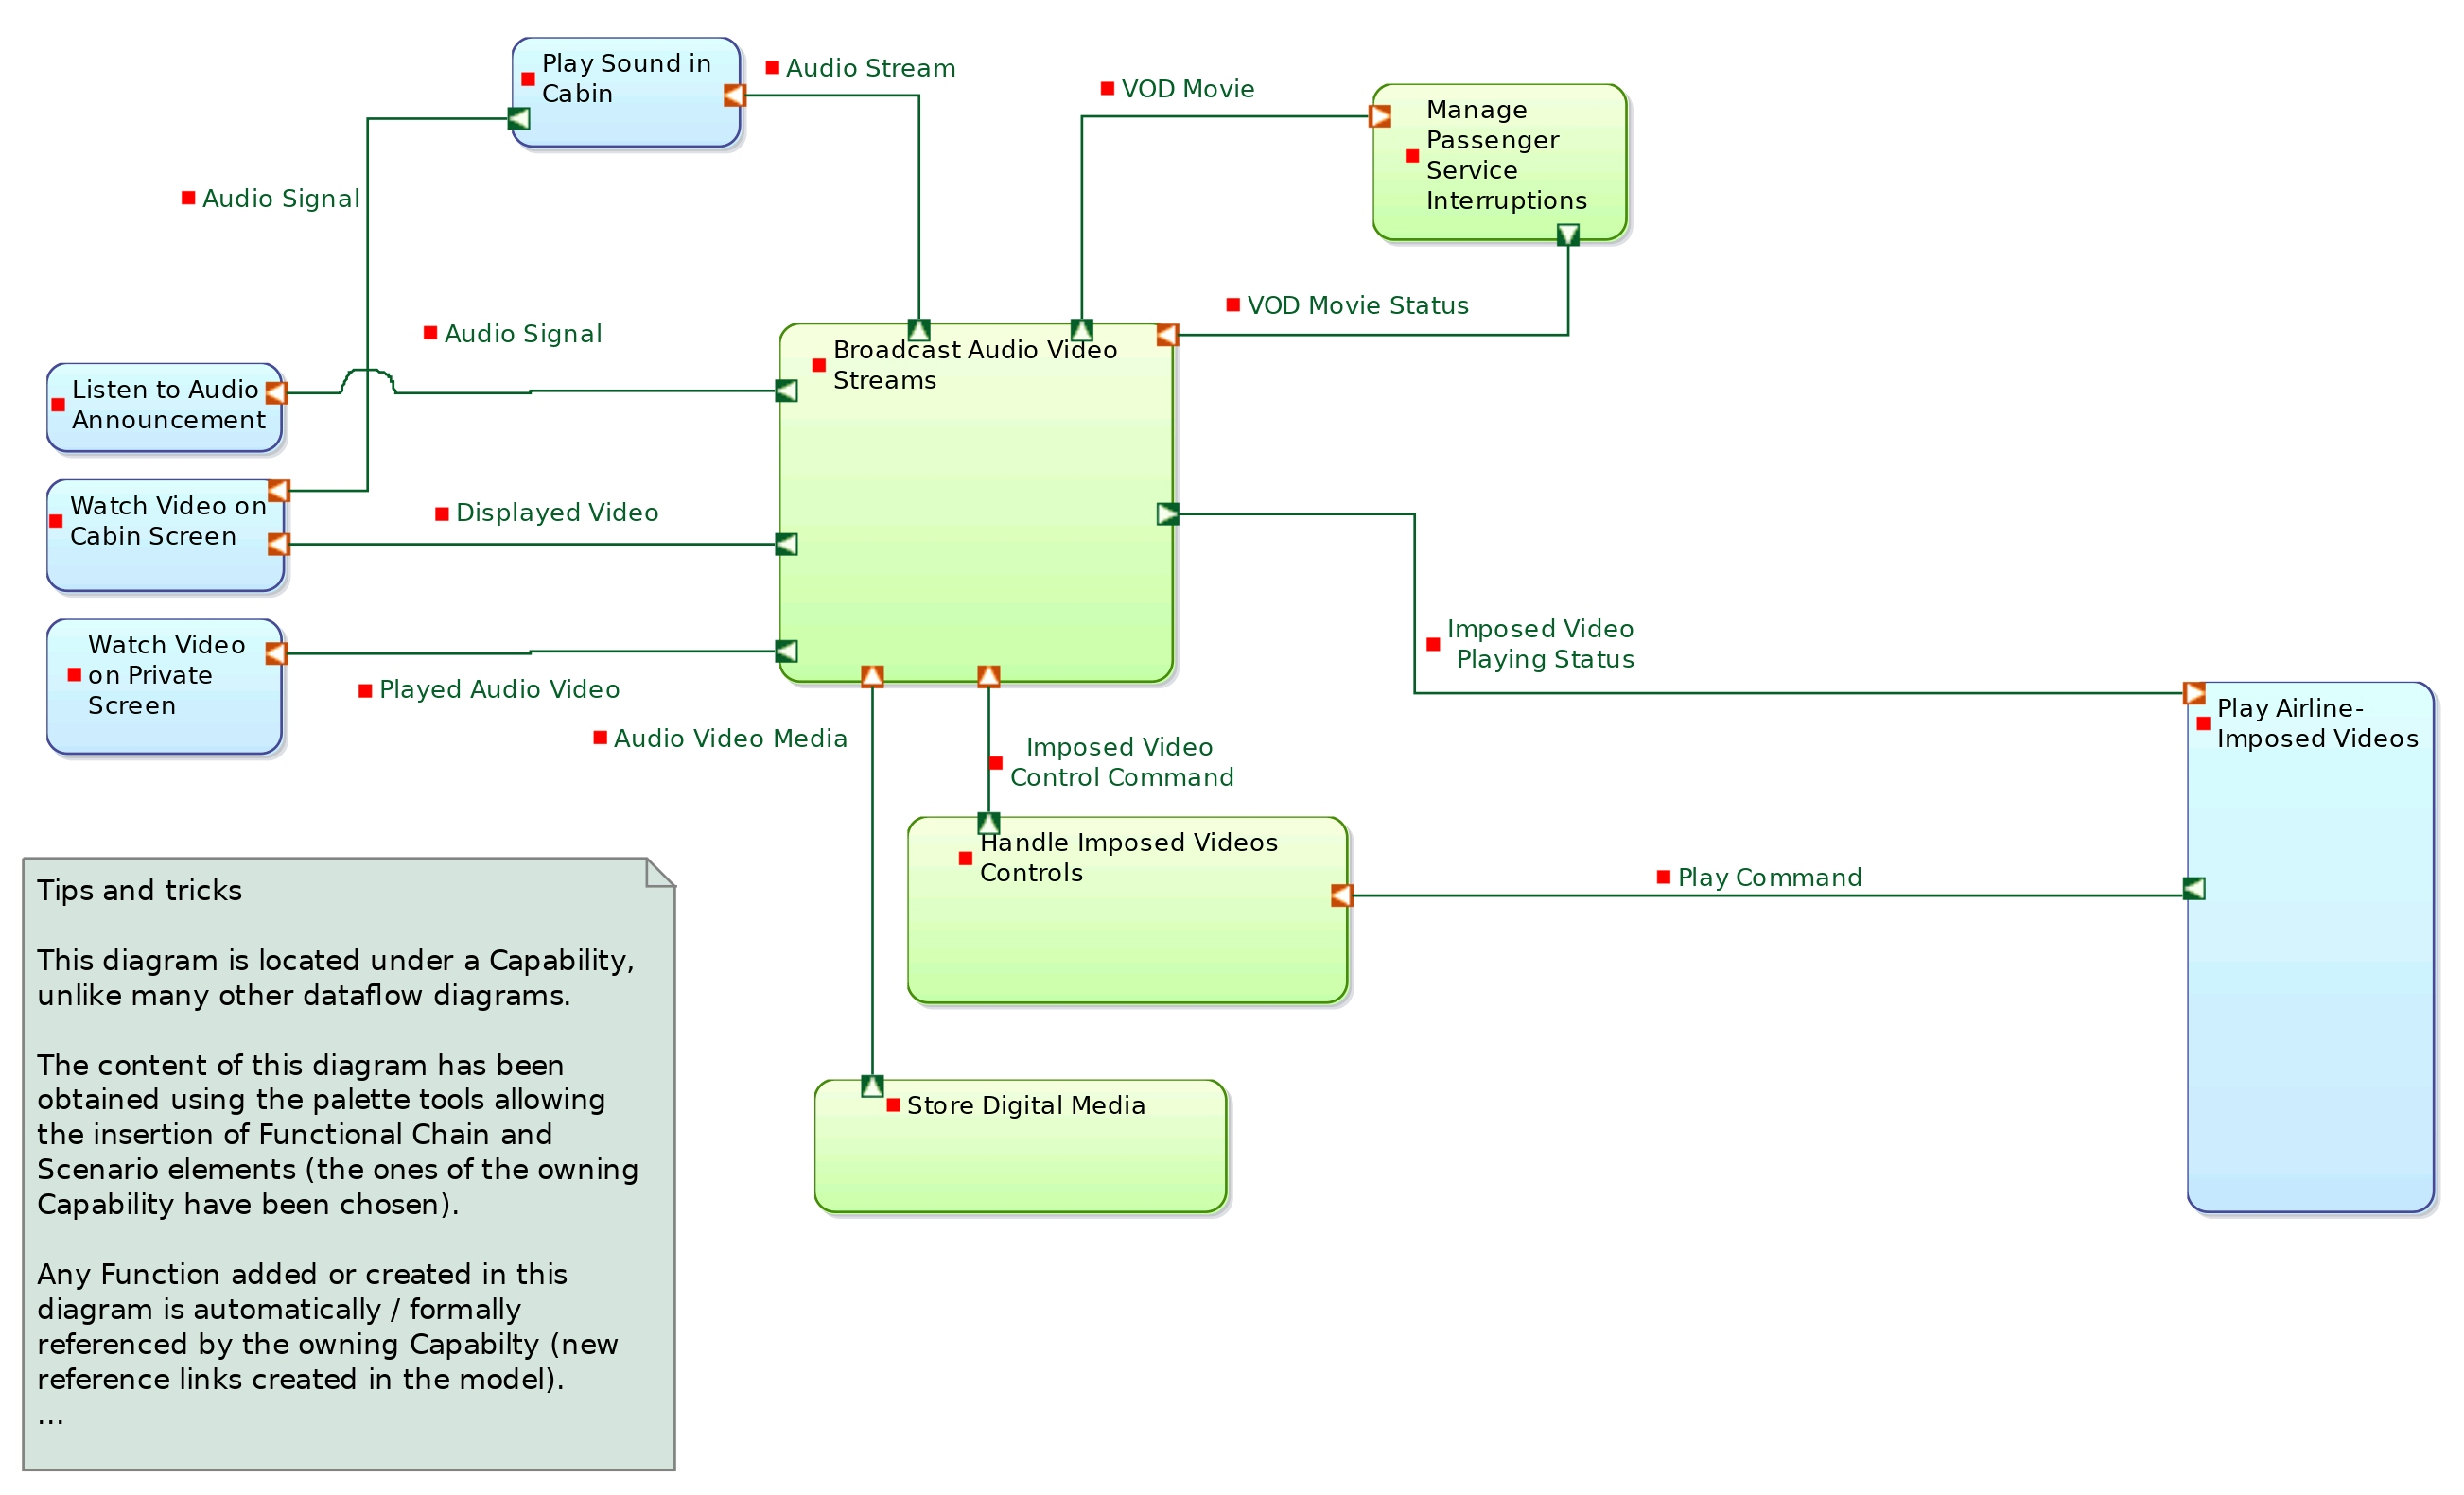 Play Sound in
Cabin
Audio Stream
VOD Movie
Manage
Passenger
Service
Interruptions
Audio Signal
VOD Movie Status
Audio Signal
Broadcast Audio Video
Streams
Listen to Audio
Announcement
Watch Video on
Cabin Screen
Displayed Video
Imposed Video
Playing Status
Watch Video
on Private
Screen
Played Audio Video
Audio Video Media
Imposed Video
Control Command
Play Airline-
Imposed Videos
Handle Imposed Videos
Controls
Play Command
Store Digital Media
Tips and tricks
This diagram is located under a Capability,
unlike many other dataflow diagrams.
The content of this diagram has been
obtained using the palette tools allowing
the insertion of Functional Chain and
Scenario elements (the ones of the owning
Capability have been chosen).
Any Function added or created in this
diagram is automatically / formally
referenced by the owning Capabilty (new
reference links created in the model).
...